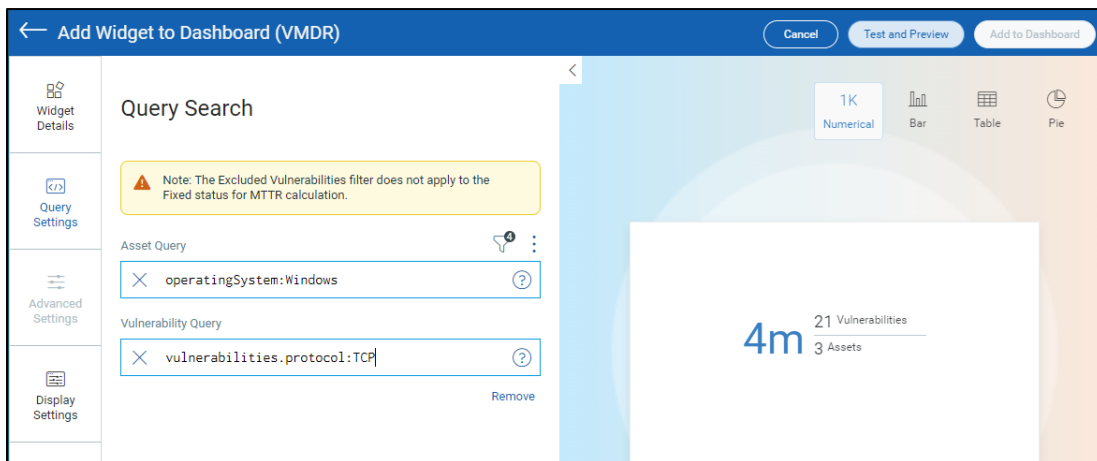 Add Widget to Dashboard (VMDR)
Cancel
Test and Preview
Add to Dashboard
Widget
Details
Query
Settings
Advanced
Settings
Display
Settings
Query Search
Note: The Excluded Vulnerabilities filter does not apply to the
Fixed status for MTTR calculation.
Asset Query
4
operatingSystem:Windows
?
Vulnerability Query
vulnerabilities.protocol:TCP
?
Remove
1K
Numerical
Bar
Table
Pie
4m
21 Vulnerabilities
3 Assets